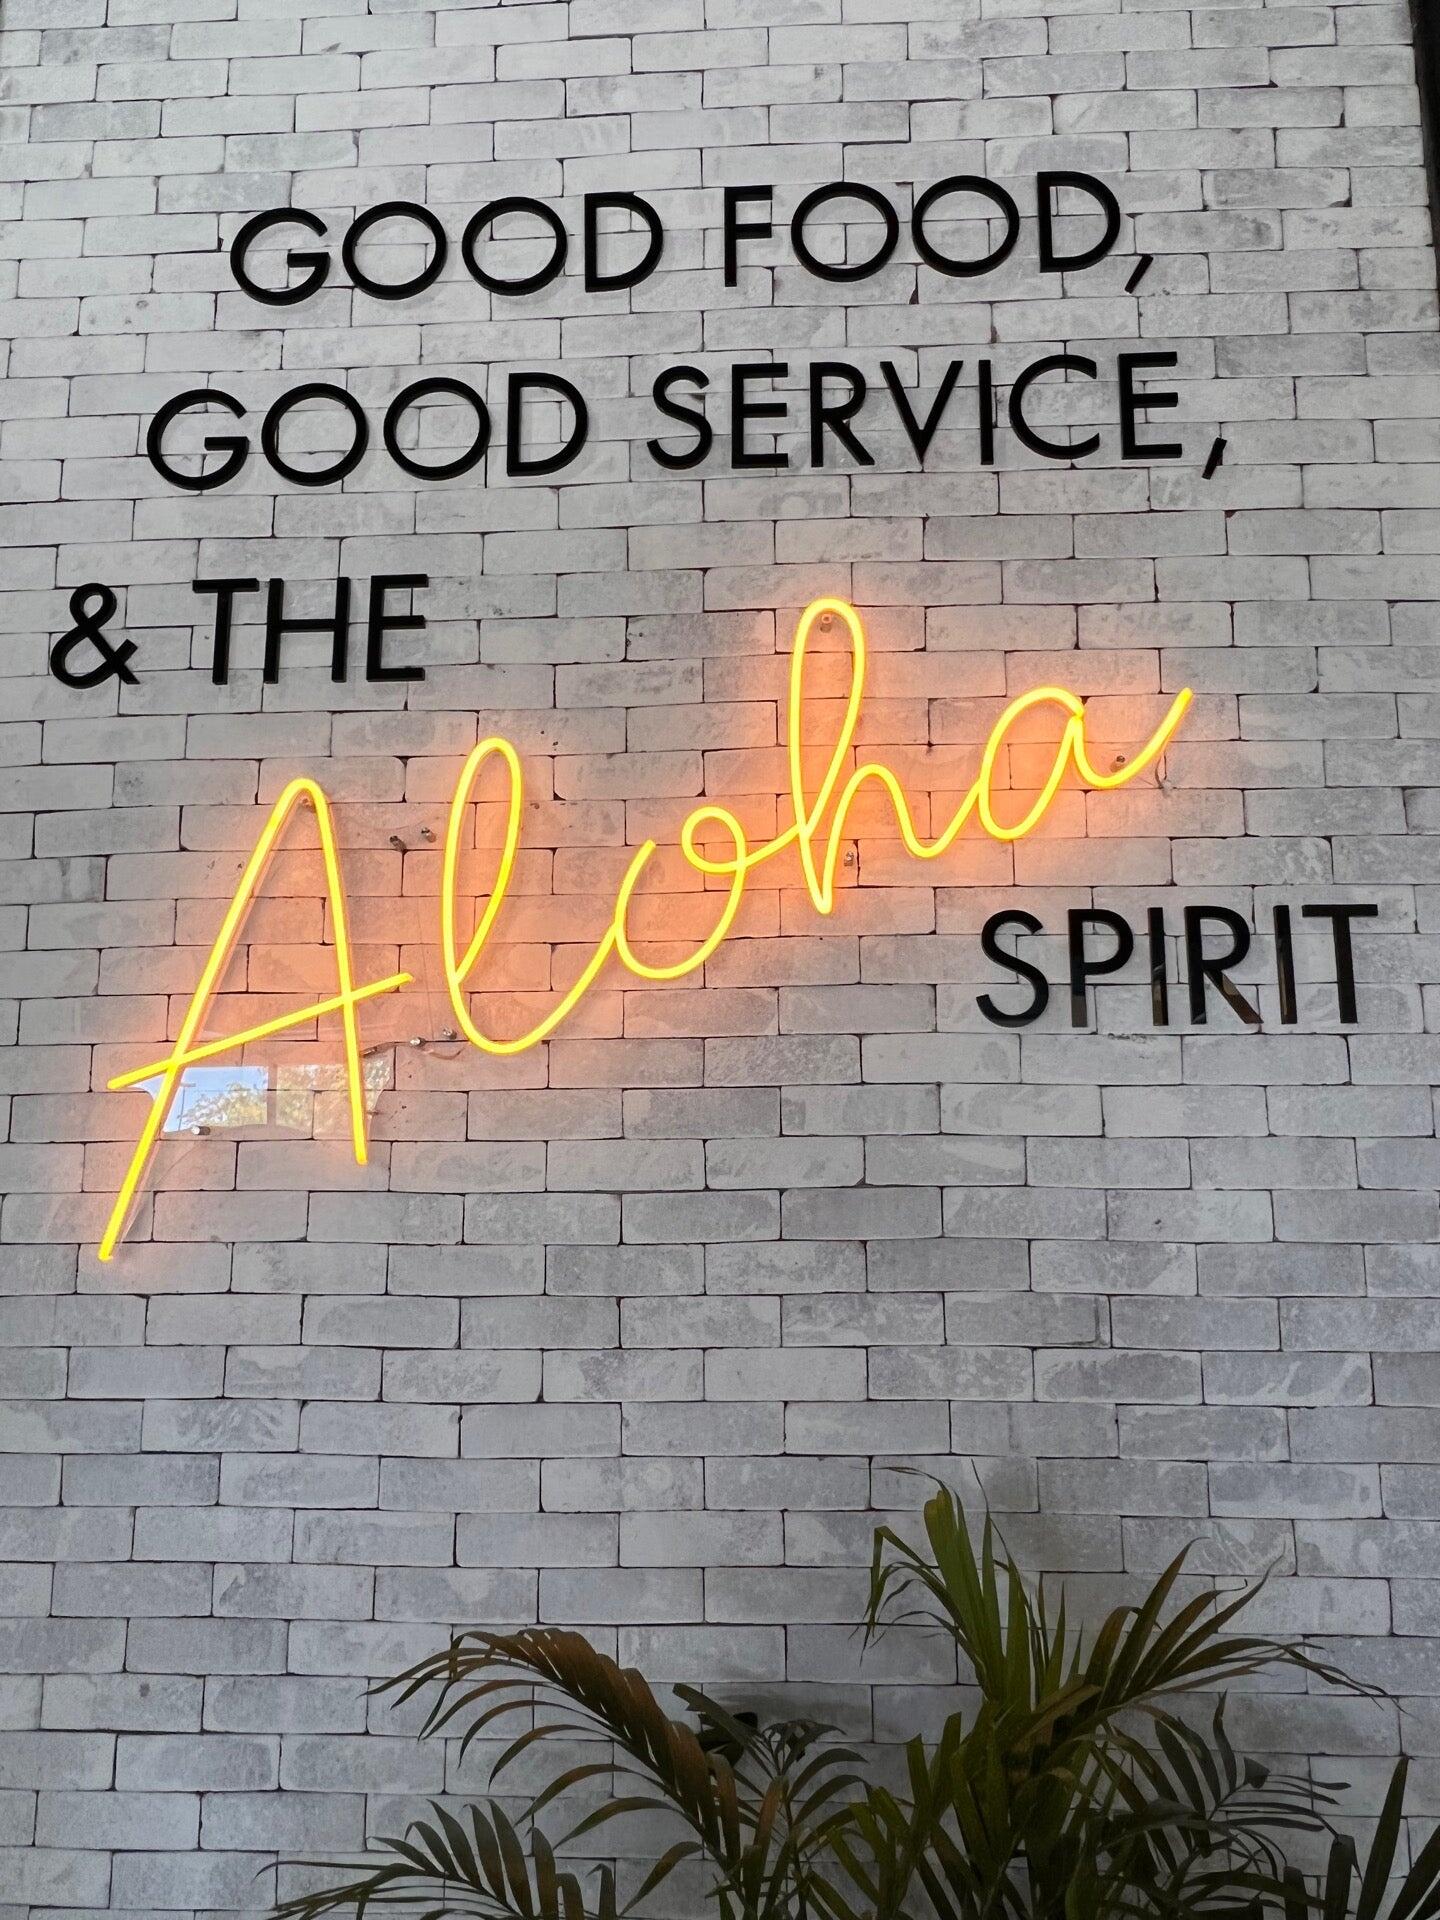 GOOD FOOD,
GOOD SERVICE,
& THE
Aloha
SPIRIT